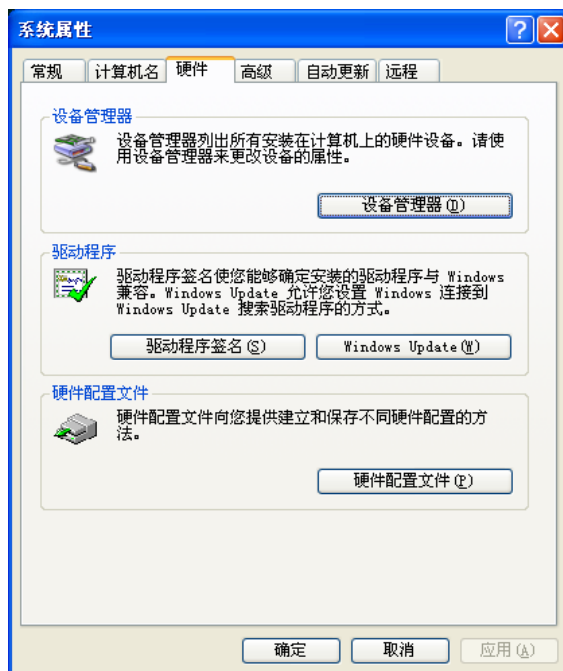 系统属性
常规 计算机名 硬件 高级 自动更新 远程
设备管理器
设备管理器列出所有安装在计算机上的硬件设备。请使
用设备管理器来更改设备的属性。
设备管理器(D)
驱动程序
驱动程序签名使您能够确定安装的驱动程序与 Windows
兼容。Windows Update 允许您设置 Windows 连接到
Windows Update 搜索驱动程序的方式。
驱动程序签名(S) Windows Update(W)
硬件配置文件
硬件配置文件向您提供建立和保存不同硬件配置的方
法。
硬件配置文件(P)
确定 取消 应用(A)